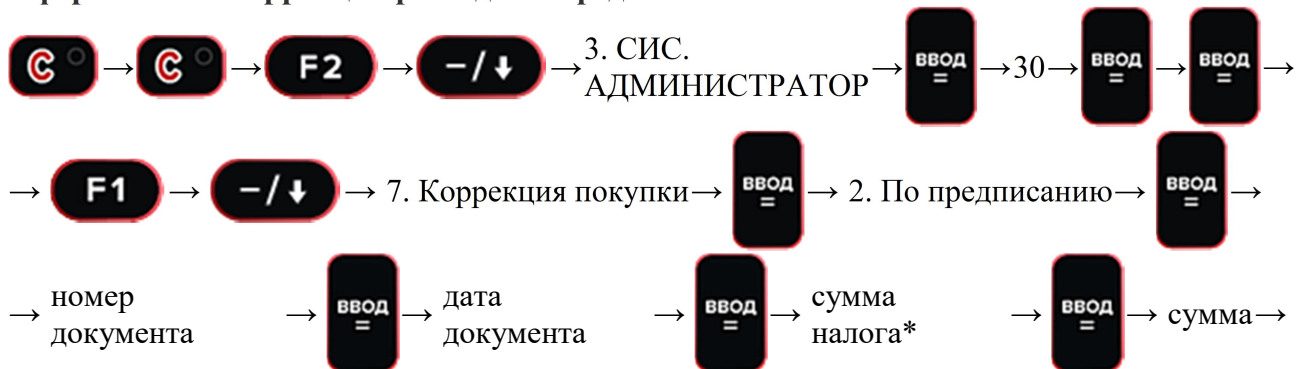 C → C → F2 → –/↓ → 3. СИС. АДМИНИСТРАТОР → ВВОД = → 30 → ВВОД = → ВВОД = →
→ F1 → –/↓ → 7. Коррекция покупки → ВВОД = → 2. По предписанию → ВВОД = →
→ номер документа → ВВОД = → дата документа → ВВОД = → сумма налога* → ВВОД = → сумма →